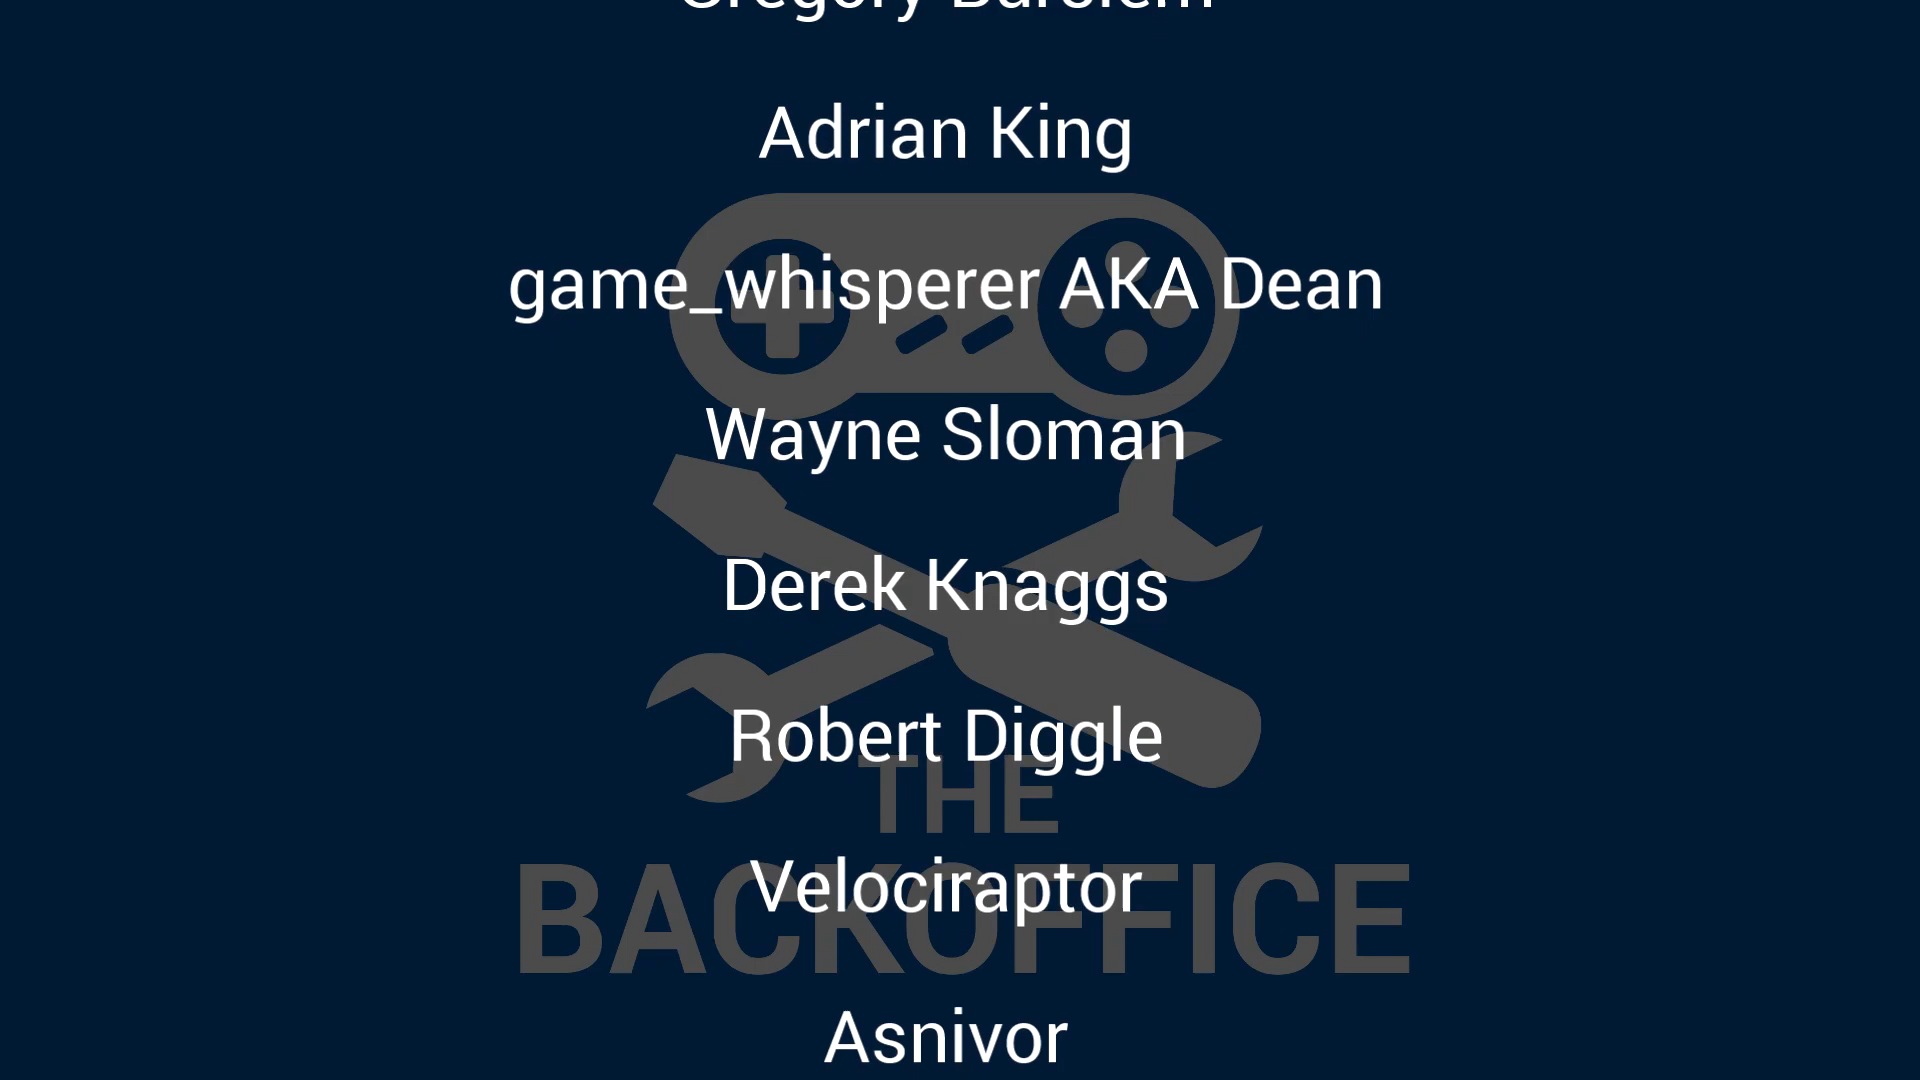 Adrian King
game_whisperer AKA Dean
Wayne Sloman
Derek Knaggs
Robert Diggle
THE
Velociraptor
BACKOFFICE
Asnivor